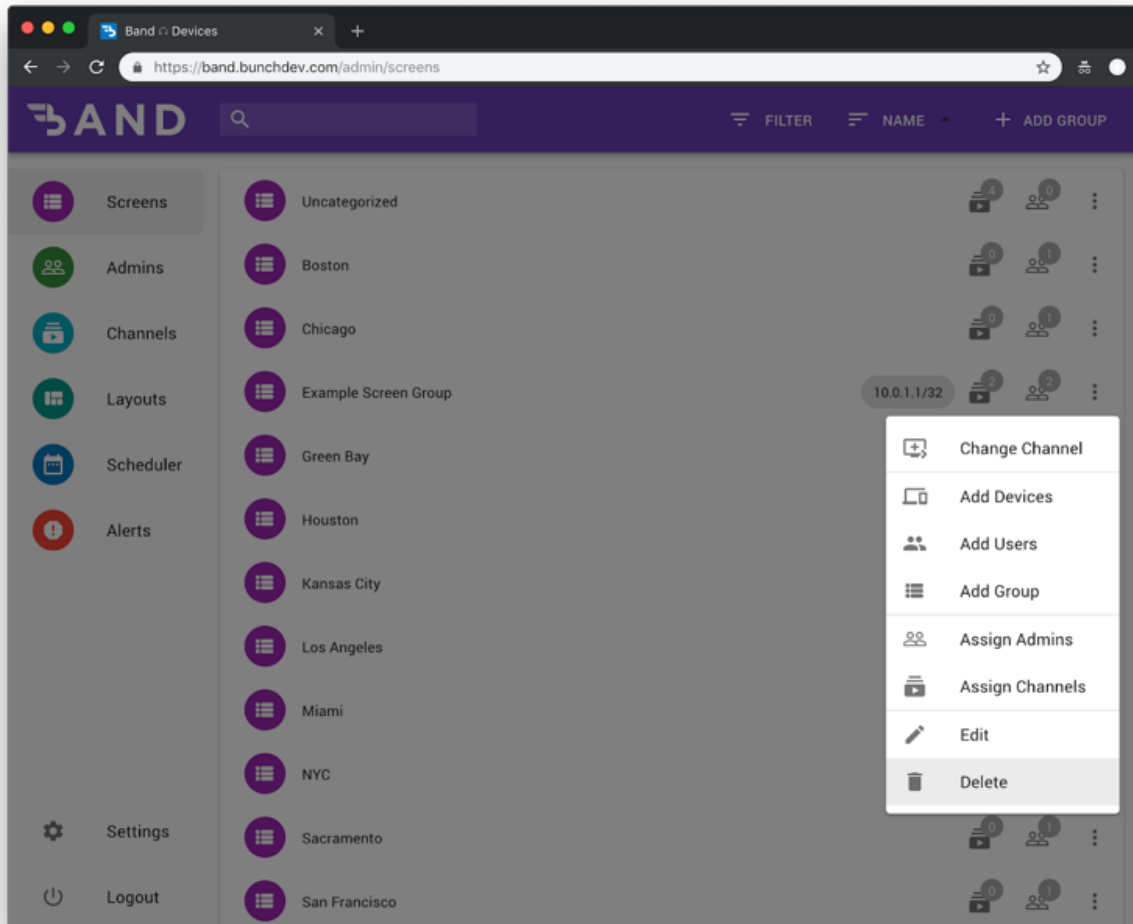 Band ∩ Devices
https://band.bunchdev.com/admin/screens
BAND
FILTER
NAME
ADD GROUP
Screens
Admins
Channels
Layouts
Scheduler
Alerts
Settings
Logout
Uncategorized 4 0
Boston 0 1
Chicago 0 1
Example Screen Group 10.0.1.1/32 2 2
Green Bay
Houston
Kansas City
Los Angeles
Miami
NYC
Sacramento 0 1
San Francisco 0 1
Change Channel
Add Devices
Add Users
Add Group
Assign Admins
Assign Channels
Edit
Delete